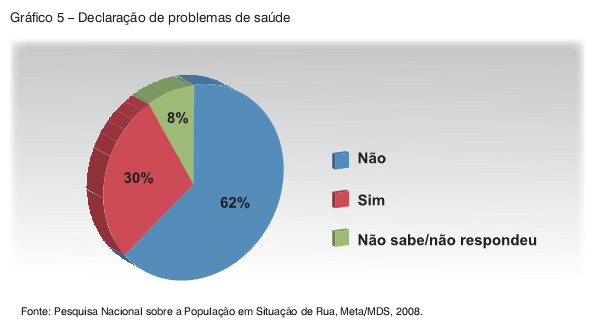 Gráfico 5 – Declaração de problemas de saúde
8%
30%
62%
Não
Sim
Não sabe/não respondeu
Fonte: Pesquisa Nacional sobre a População em Situação de Rua, Meta/MDS, 2008.